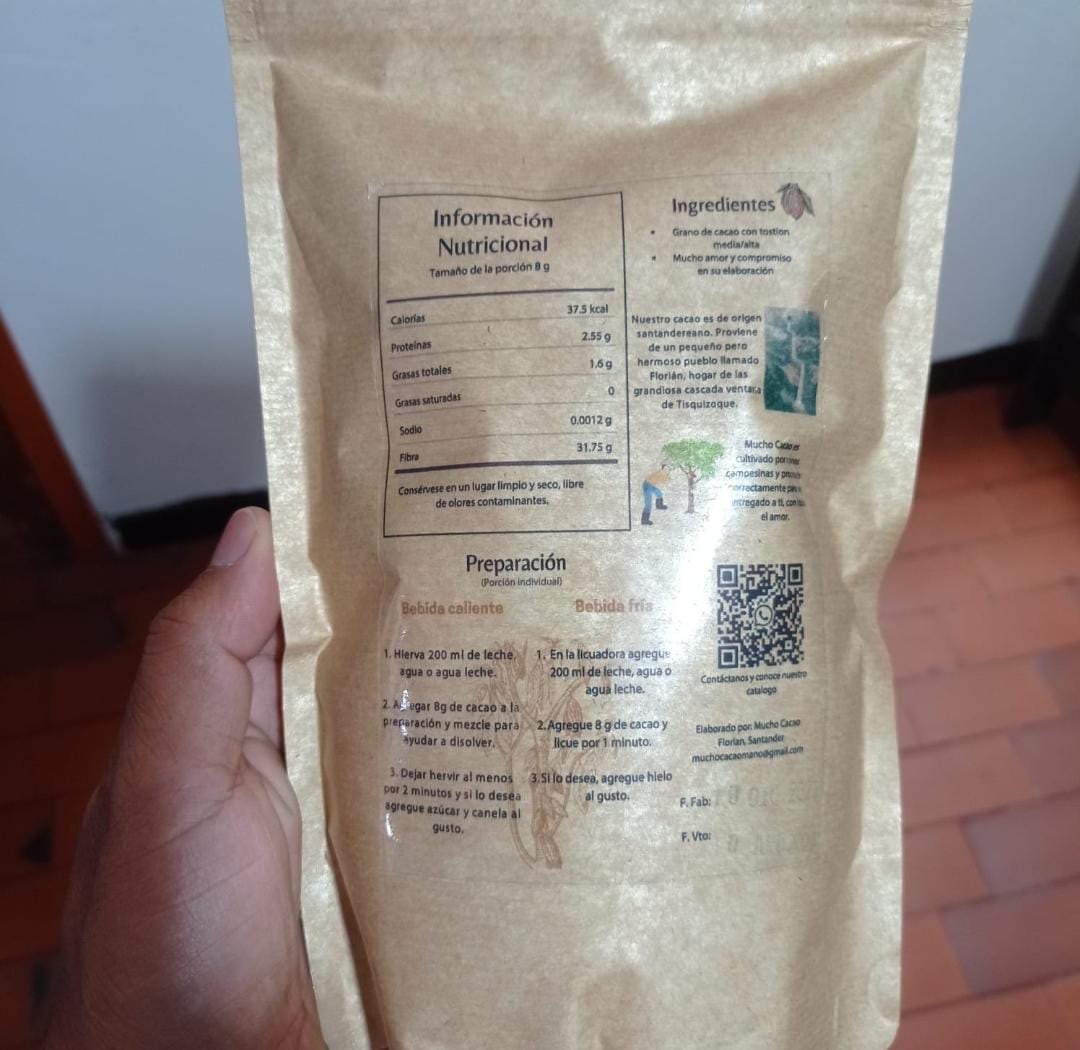 Información
Nutricional
Tamaño de la porción 8 g
Calorías 37.5 kcal
Proteínas 2.55 g
Grasas totales 1,6 g
Grasas saturadas 0
Sodio 0.0012 g
Fibra 31.75 g
Consérvese en un lugar limpio y seco, libre
de olores contaminantes.
Ingredientes
• Grano de cacao con tostion
media/alta
• Mucho amor y compromiso
en su elaboración
Nuestro cacao es de origen
santandereano. Proviene
de un pequeño pero
hermoso pueblo llamado
Florián, hogar de las
grandiosa cascada ventana
de Tisquizoque.
Mucho Cacao es
cultivado por
campesinas y
correctamente
entregado a ti, con
el amor.
Preparación
(Porción individual)
Bebida caliente
1. Hierva 200 ml de leche,
agua o agua leche.
2. Agregar 8g de cacao a la
preparación y mezcle para
ayudar a disolver.
3. Dejar hervir al menos
por 2 minutos y si lo desea
agregue azúcar y canela al
gusto.
Bebida fría
1. En la licuadora agregue
200 ml de leche, agua o
agua leche.
2. Agregue 8 g de cacao y
licue por 1 minuto.
3. Si lo desea, agregue hielo
al gusto.
Contáctanos y conoce nuestro
catalogo
Elaborado por: Mucho Cacao
Florian, Santander
muchocacaomano@gmail.com
F. Fab:
F. Vto: